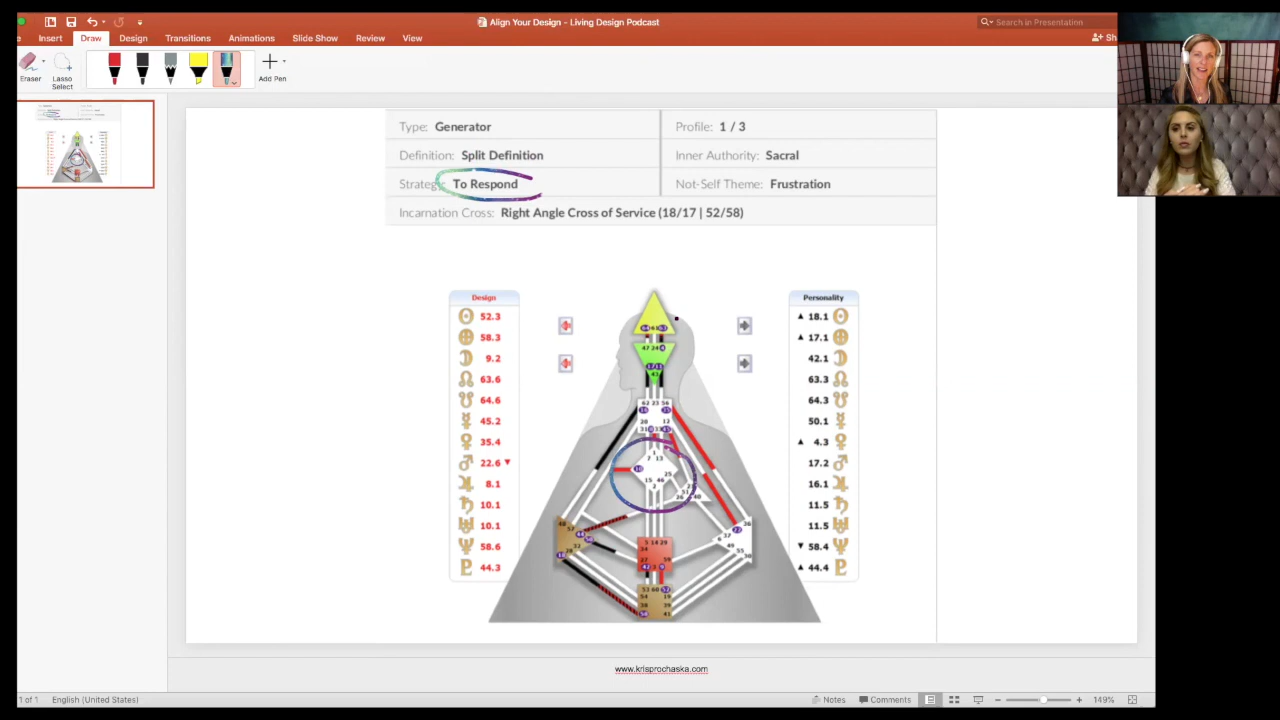 Align Your Design - Living Design Podcast
Search in Presentation
Insert Draw Design Transitions Animations Slide Show Review View
Eraser
Lasso
Select
Add Pen
Type: Generator
Profile: 1 / 3
Definition: Split Definition
Inner Authority: Sacral
To Respond
Not-Self Theme: Frustration
Incarnation Cross: Right Angle Cross of Service (18/17 | 52/58)
Design
52.3
58.3
9.2
63.6
64.6
45.2
35.4
22.6
8.1
10.1
10.1
58.6
44.3
Personality
18.1
17.1
42.1
63.3
64.3
50.1
4.3
17.2
16.1
11.5
11.5
58.4
44.4
www.krisprochaska.com
1 of 1 English (United States)
Notes Comments 149%